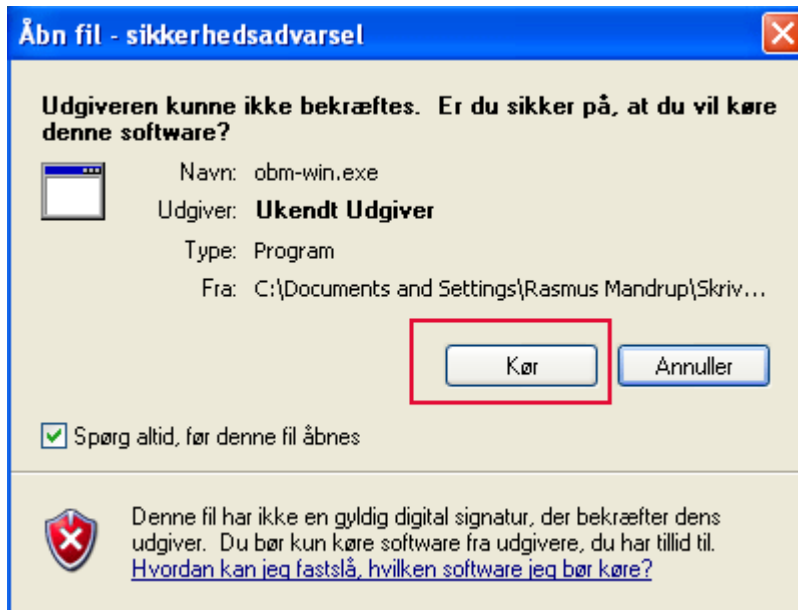 Åbn fil - sikkerhedsadvarsel
Udgiveren kunne ikke bekræftes. Er du sikker på, at du vil køre
denne software?
Navn: obm-win.exe
Udgiver: Ukendt Udgiver
Type: Program
Fra: C:\Documents and Settings\Rasmus Mandrup\Skriv...
Kør Annuller
Spørg altid, før denne fil åbnes
Denne fil har ikke en gyldig digital signatur, der bekræfter dens
udgiver. Du bør kun køre software fra udgivere, du har tillid til.
Hvordan kan jeg fastslå, hvilken software jeg bør køre?